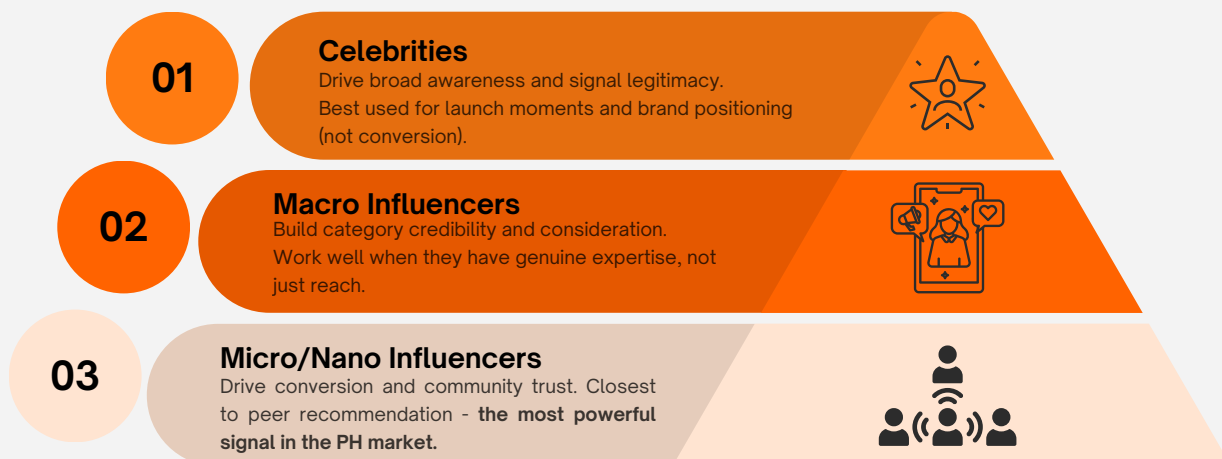 01
Celebrities
Drive broad awareness and signal legitimacy.
Best used for launch moments and brand positioning
(not conversion).
02
Macro Influencers
Build category credibility and consideration.
Work well when they have genuine expertise, not
just reach.
03
Micro/Nano Influencers
Drive conversion and community trust. Closest
to peer recommendation - the most powerful
signal in the PH market.